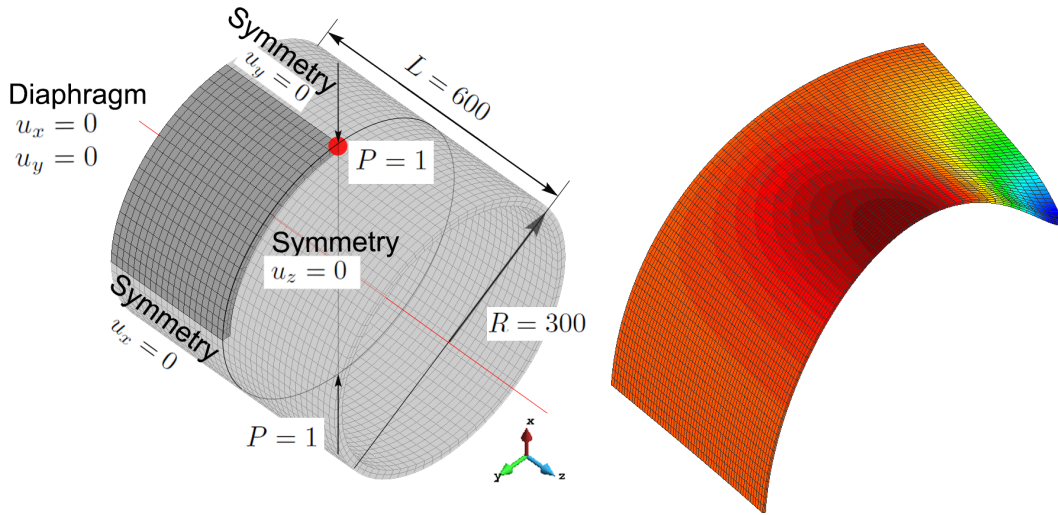 Symmetry
$u_y = 0$
$L = 600$
Diaphragm
$u_x = 0$
$u_y = 0$
$P = 1$
Symmetry
$u_z = 0$
Symmetry
$u_x = 0$
$R = 300$
$P = 1$
x
y
z